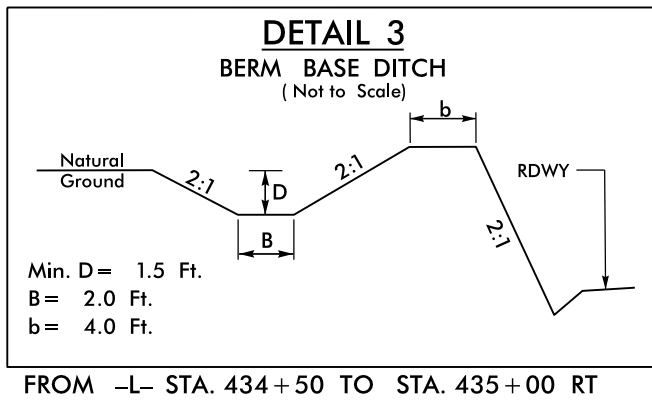 DETAIL 3
BERM BASE DITCH
( Not to Scale)
b
Natural
Ground
2:1
D
2:1
RDWY
B
2:1
Min. D = 1.5 Ft.
B = 2.0 Ft.
b = 4.0 Ft.
FROM -L- STA. 434+50 TO STA. 435+00 RT